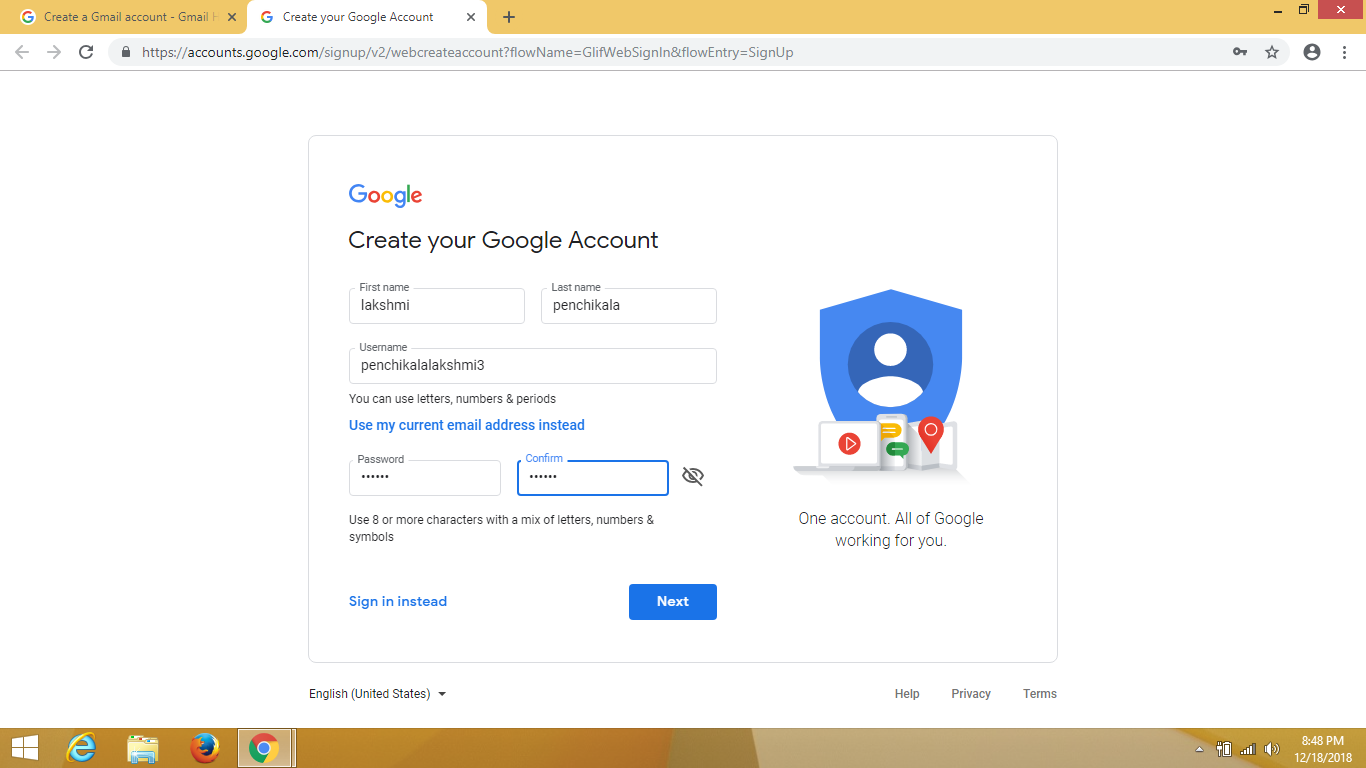 Create a Gmail account - Gmail H
Create your Google Account
https://accounts.google.com/signup/v2/webcreateaccount?flowName=GlifWebSignIn&flowEntry=SignUp
Google
Create your Google Account
First name
Last name
lakshmi
penchikala
Username
penchikalalakshmi3
You can use letters, numbers & periods
Use my current email address instead
Password
Confirm
••••••
••••••
Use 8 or more characters with a mix of letters, numbers &
symbols
One account. All of Google
working for you.
Sign in instead
Next
English (United States)
Help
Privacy
Terms
8:48 PM
12/18/2018